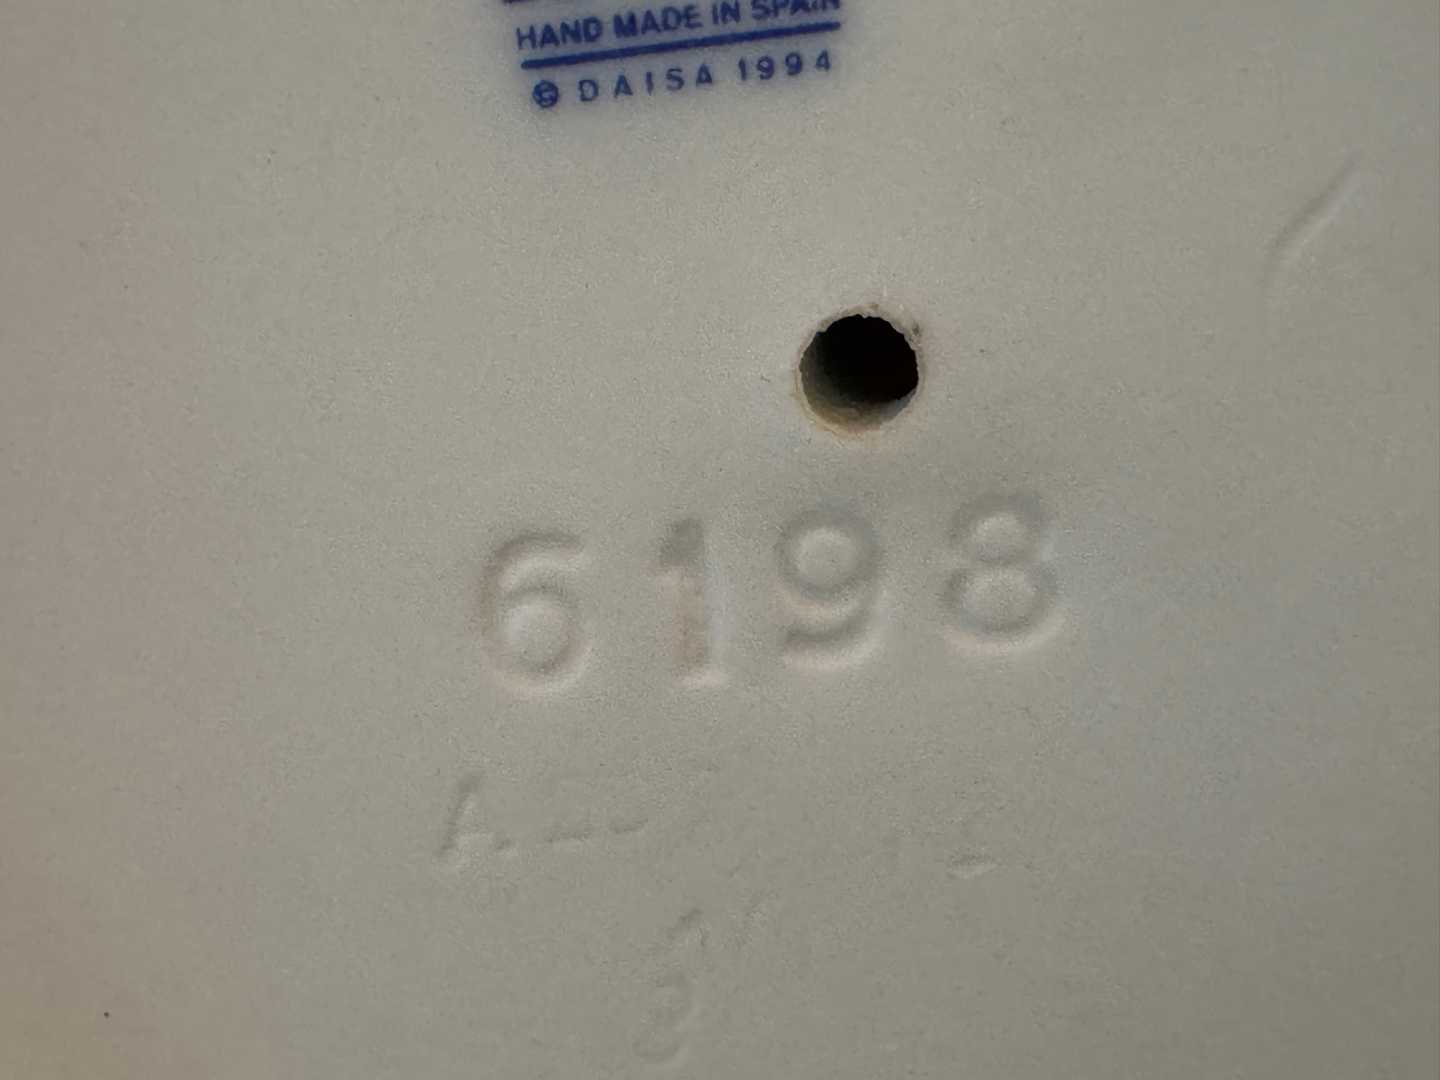 HAND MADE IN SPAIN
© DAISA 1994
6198